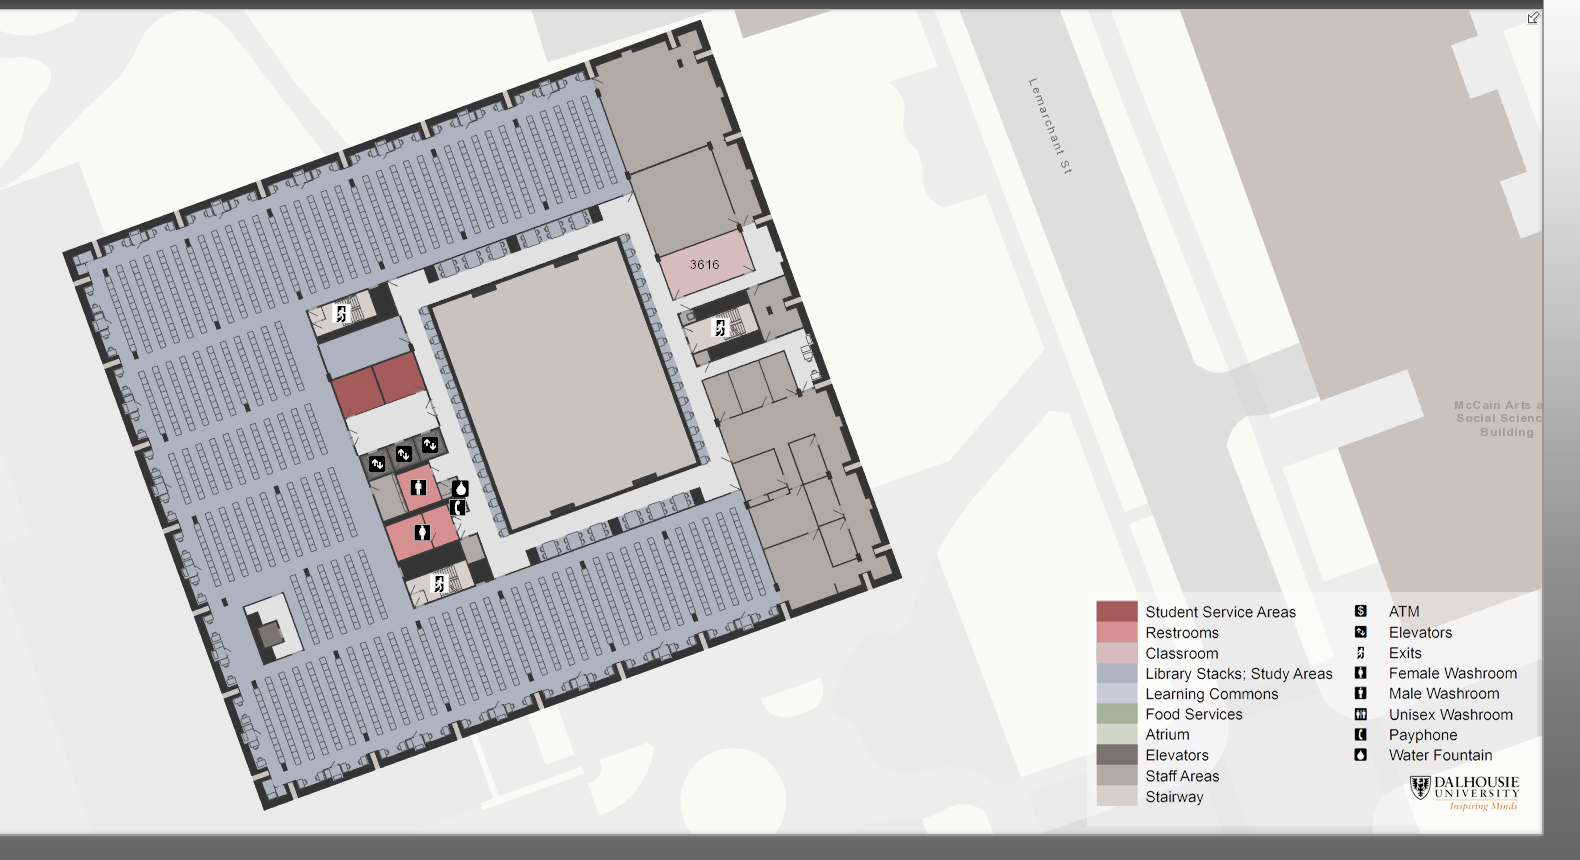 Lemarchant St
3616
McCain Arts a
Social Scienc
Building
Student Service Areas
Restrooms
Classroom
Library Stacks; Study Areas
Learning Commons
Food Services
Atrium
Elevators
Staff Areas
Stairway
$ ATM
Elevators
Exits
Female Washroom
Male Washroom
Unisex Washroom
Payphone
Water Fountain
DALHOUSIE
UNIVERSITY
Inspiring Minds